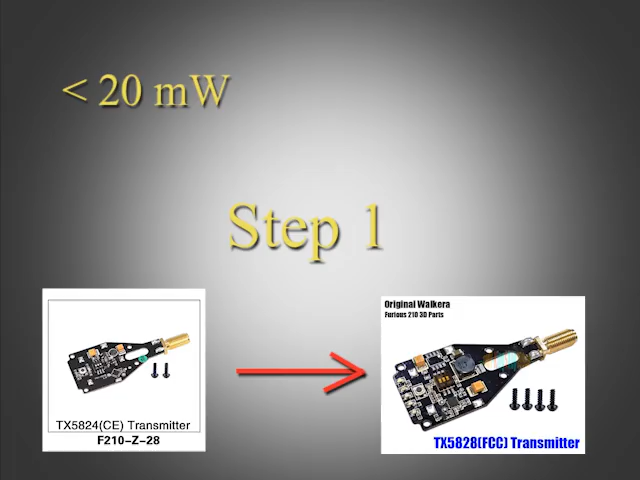 < 20 mW
Step 1
TX5824(CE) Transmitter
F210-Z-28
Original Walkera
Furious 210 3D Parts
TX5828(FCC) Transmitter